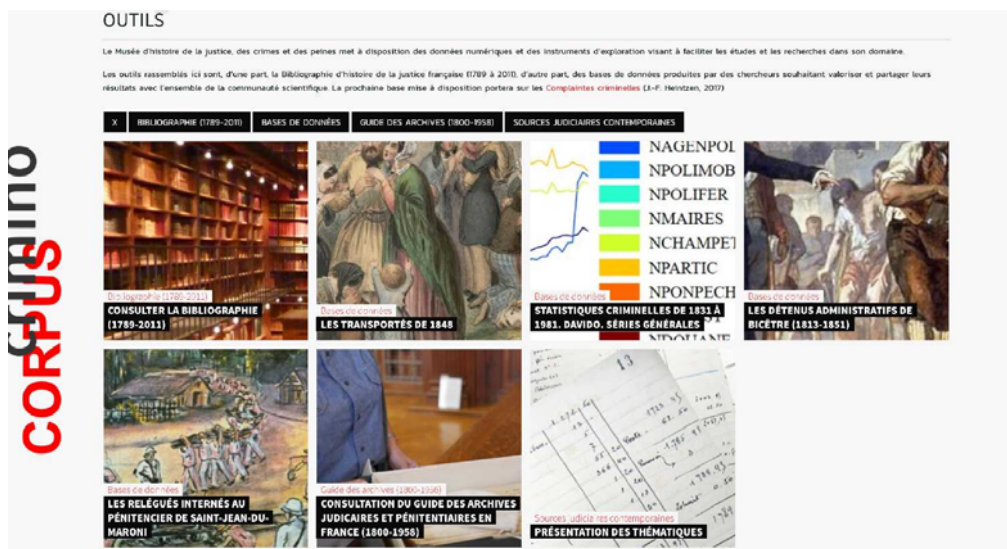 OUTILS
Le Musée d'histoire de la justice, des crimes et des peines met à disposition des données numériques et des instruments d'exploration visant à faciliter les études et les recherches dans son domaine.
Les outils rassemblés ici sont, d'une part, la Bibliographie d'histoire de la justice française (1789 à 2011), d'autre part, des bases de données produites par des chercheurs souhaitant valoriser et partager leurs
résultats avec l'ensemble de la communauté scientifique. La prochaine base mise à disposition portera sur les Complaintes criminelles (J.-F. Heintzen, 2017)
X BIBLIOGRAPHIE (1789-2011) BASES DE DONNÉES GUIDE DES ARCHIVES (1800-1958) SOURCES JUDICIAIRES CONTEMPORAINES
CORPUS
Bibliographie (1789-2011)
CONSULTER LA BIBLIOGRAPHIE
(1789-2011)
Bases de données
LES TRANSPORTÉS DE 1848
NAGENPOL
NPOLIMOB
NPOLIFER
NMAIRES
NCHAMPET
NPARTIC
NPONPECH
NDOUANE
Bases de données
STATISTIQUES CRIMINELLES DE 1831 À
1981. DAVIDO. SÉRIES GÉNÉRALES
Bases de données
LES DÉTENUS ADMINISTRATIFS DE
BICÊTRE (1813-1851)
Bases de données
LES RELÉGUÉS INTERNÉS AU
PÉNITENCIER DE SAINT-JEAN-DU-
MARONI
Guide des archives (1800-1958)
CONSULTATION DU GUIDE DES ARCHIVES
JUDICAIRES ET PÉNITENTIAIRES EN
FRANCE (1800-1958)
13
Sources judiciaires contemporaines
PRÉSENTATION DES THÉMATIQUES